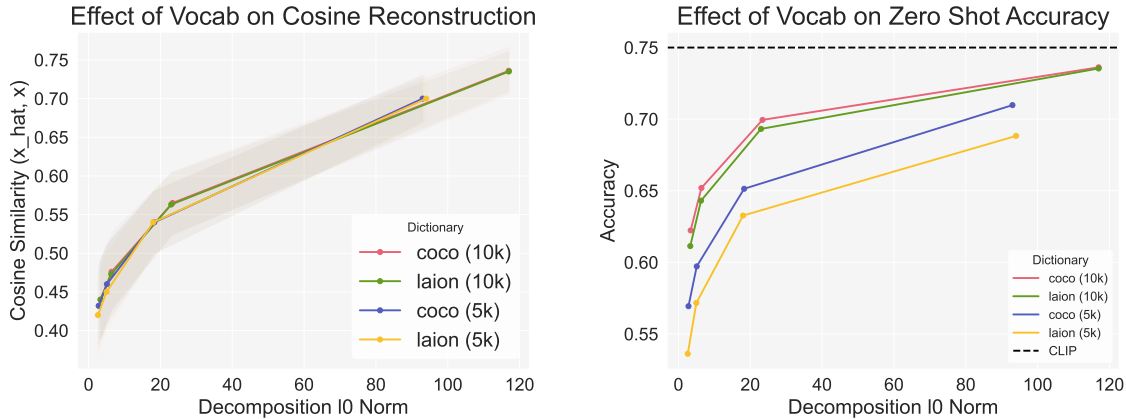 Effect of Vocab on Cosine Reconstruction
Cosine Similarity (x_hat, x)
0.75
0.70
0.65
0.60
0.55
0.50
0.45
0.40
Dictionary
coco (10k)
laion (10k)
coco (5k)
laion (5k)
0 20 40 60 80 100 120
Decomposition l0 Norm
Effect of Vocab on Zero Shot Accuracy
Accuracy
0.75
0.70
0.65
0.60
0.55
Dictionary
coco (10k)
laion (10k)
coco (5k)
laion (5k)
CLIP
0 20 40 60 80 100 120
Decomposition l0 Norm